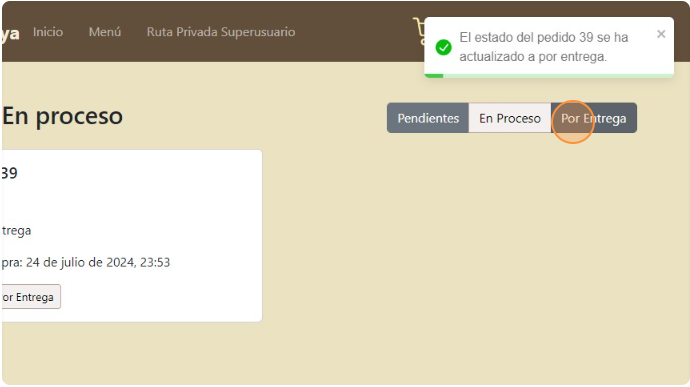 ya Inicio Menú Ruta Privada Superusuario
El estado del pedido 39 se ha
actualizado a por entrega.
En proceso
Pendientes En Proceso Por Entrega
39
trega
pra: 24 de julio de 2024, 23:53
or Entrega